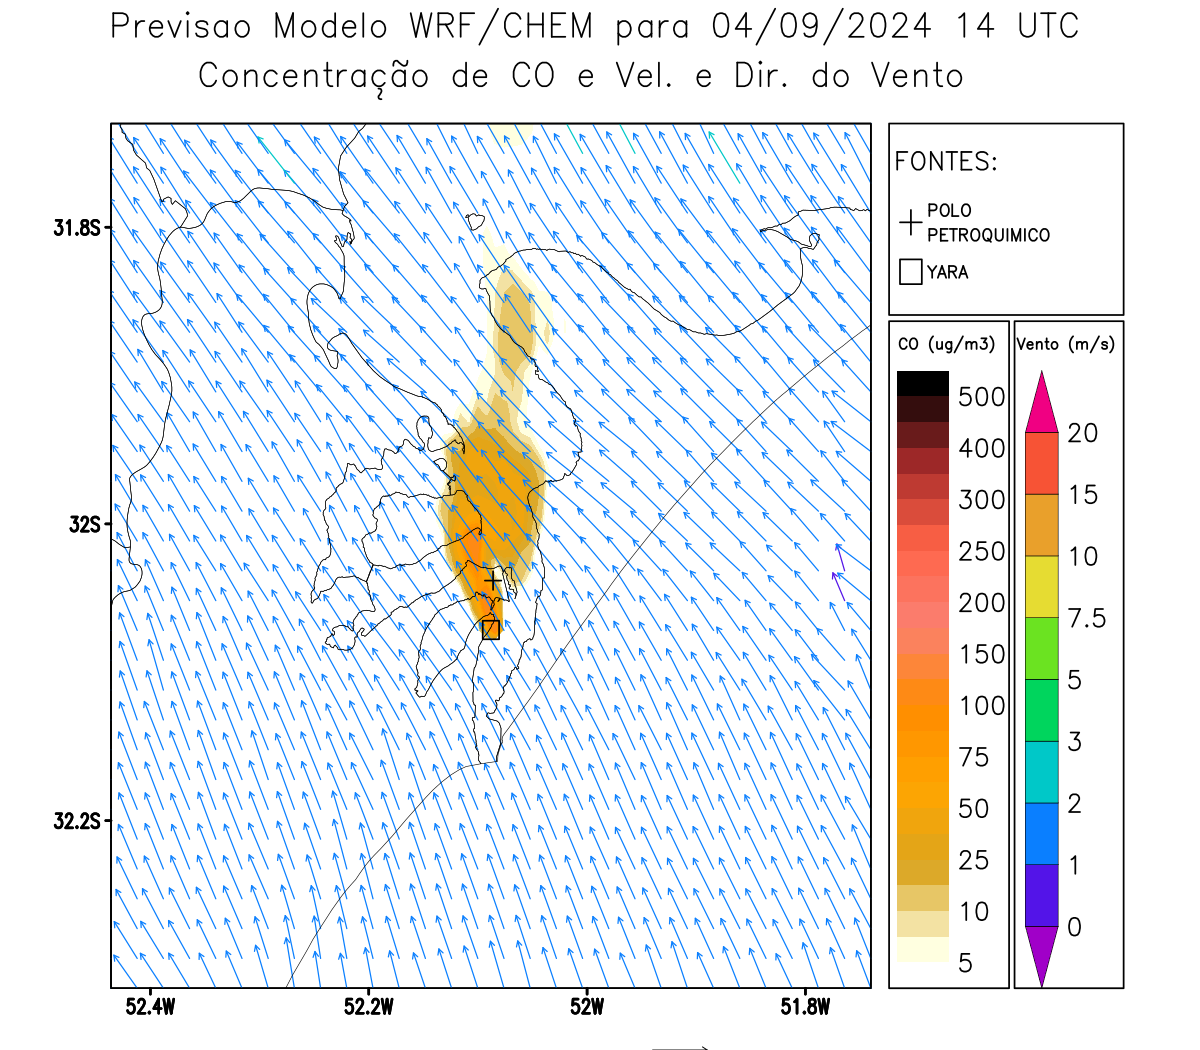 Previsao Modelo WRF/CHEM para 04/09/2024 14 UTC
Concentração de CO e Vel. e Dir. do Vento
FONTES:
POLO
PETROQUIMICO
YARA
CO (ug/m3)
500
400
300
250
200
150
100
75
50
25
10
5
Vento (m/s)
20
15
10
7.5
5
3
2
1
0
31.8S
32S
32.2S
52.4W
52.2W
52W
51.8W